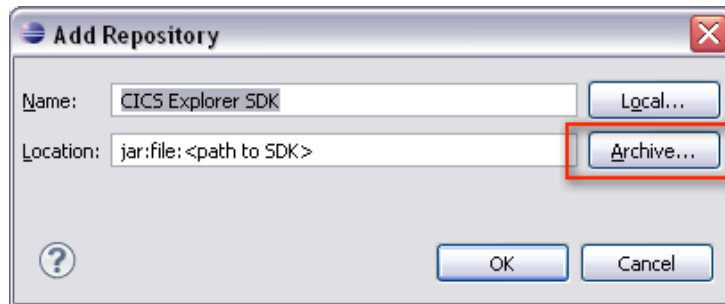 Add Repository
Name: CICS Explorer SDK Local...
Location: jar:file:<path to SDK> Archive...
? OK Cancel